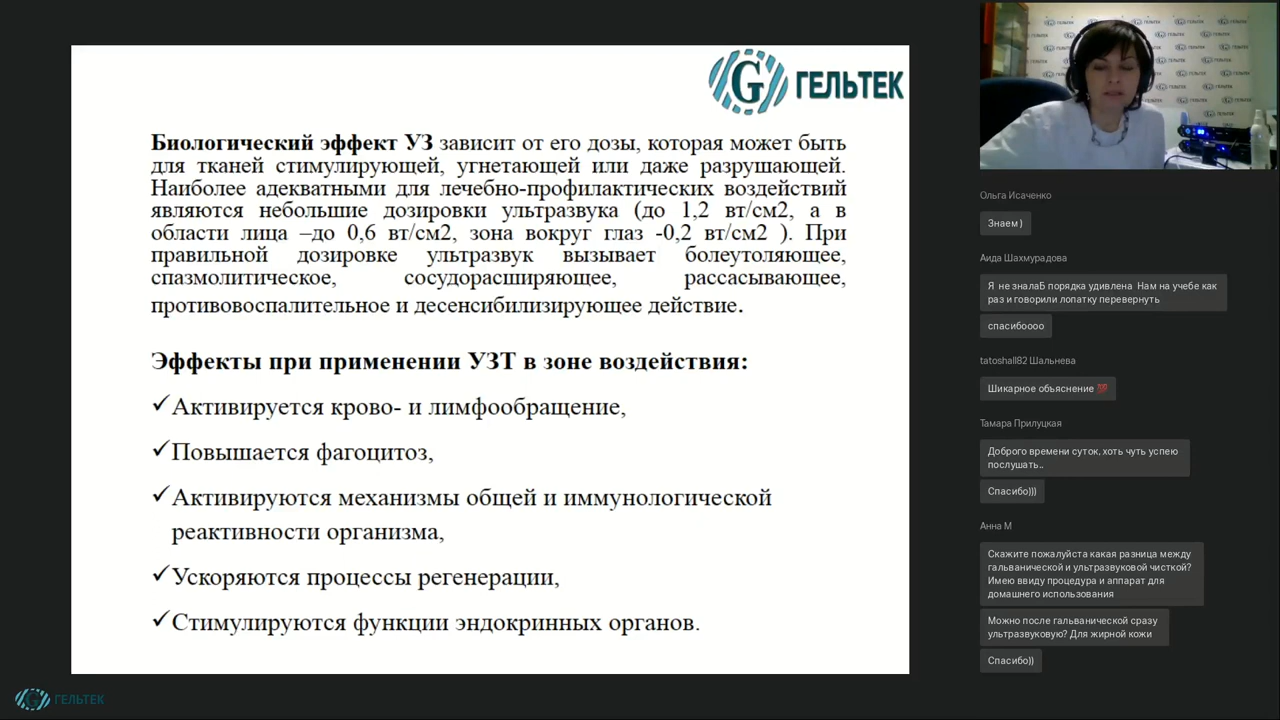 ГЕЛЬТЕК
Биологический эффект УЗ зависит от его дозы, которая может быть
для тканей стимулирующей, угнетающей или даже разрушающей.
Наиболее адекватными для лечебно-профилактических воздействий
являются небольшие дозировки ультразвука (до 1,2 вт/см2, а в
области лица –до 0,6 вт/см2, зона вокруг глаз -0,2 вт/см2 ). При
правильной дозировке ультразвук вызывает болеутоляющее,
спазмолитическое, сосудорасширяющее, рассасывающее,
противовоспалительное и десенсибилизирующее действие.
Эффекты при применении УЗТ в зоне воздействия:
✓Активируется крово- и лимфообращение,
✓Повышается фагоцитоз,
✓Активируются механизмы общей и иммунологической
реактивности организма,
✓Ускоряются процессы регенерации,
✓Стимулируются функции эндокринных органов.
ГЕЛЬТЕК
Ольга Исаченко
Знаем )
Аида Шахмурадова
Я не зналаБ порядка удивлена Нам на учебе как
раз и говорили лопатку перевернуть
спасибоооо
tatoshall82 Шальнева
Шикарное объяснение 💯
Тамара Прилуцкая
Доброго времени суток, хоть чуть успею
послушать..
Спасибо)))
Анна М
Скажите пожалуйста какая разница между
гальванической и ультразвуковой чисткой?
Имею ввиду процедура и аппарат для
домашнего использования
Можно после гальванической сразу
ультразвуковую? Для жирной кожи
Спасибо))